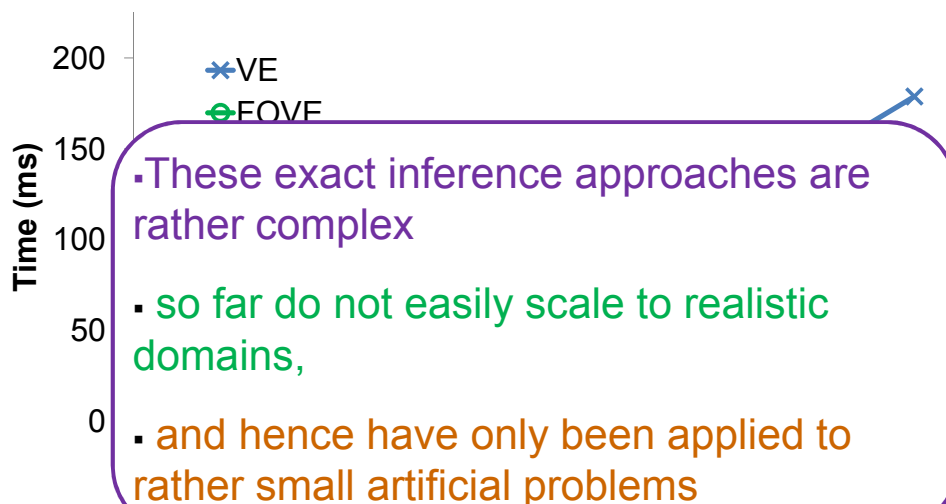 200
VE
FOVE
150
▪These exact inference approaches are
rather complex
100
▪ so far do not easily scale to realistic
domains,
50
0
▪ and hence have only been applied to
rather small artificial problems
Time (ms)